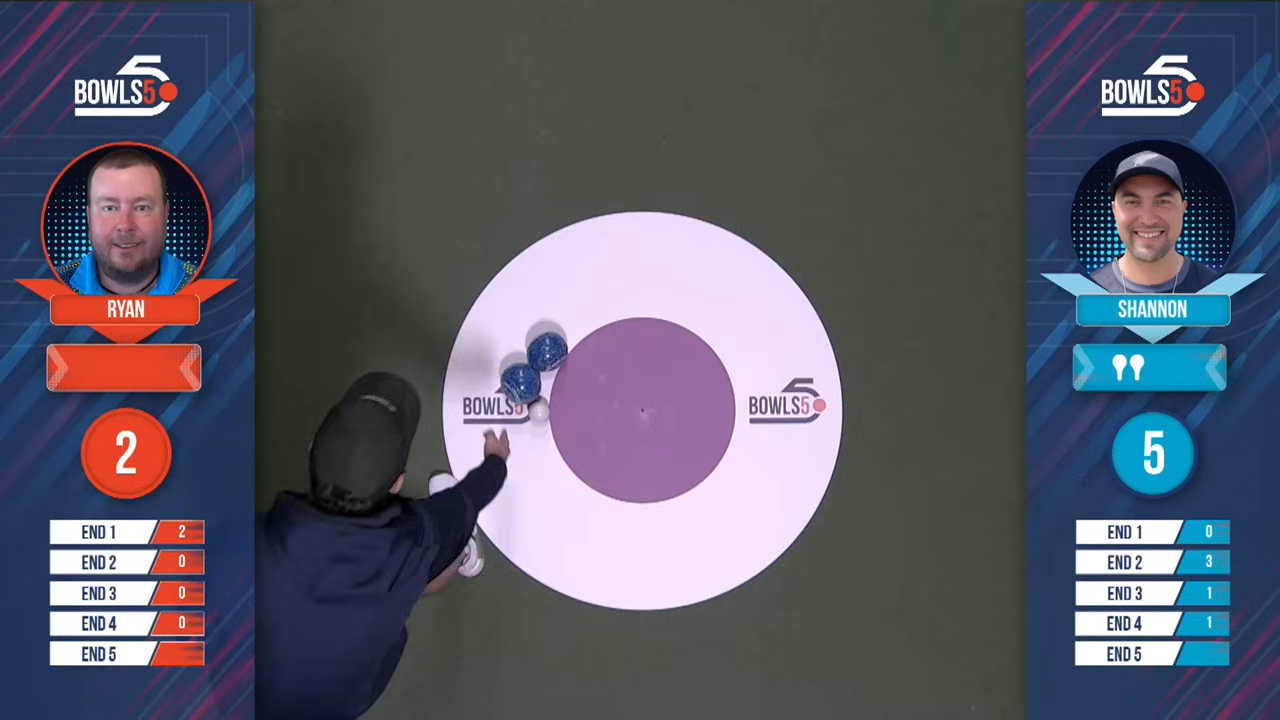 BOWLS5
RYAN
2
END 1 2
END 2 0
END 3 0
END 4 0
END 5
BOWLS5
BOWLS5
BOWLS5
SHANNON
5
END 1 0
END 2 3
END 3 1
END 4 1
END 5